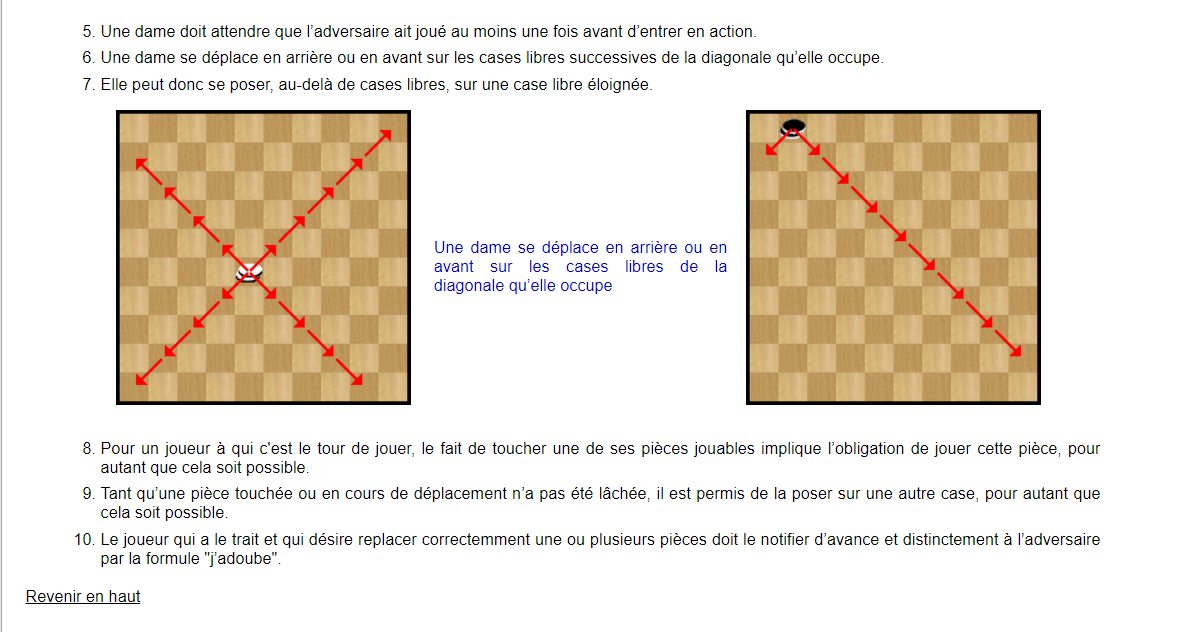 5. Une dame doit attendre que l’adversaire ait joué au moins une fois avant d’entrer en action.
6. Une dame se déplace en arrière ou en avant sur les cases libres successives de la diagonale qu’elle occupe.
7. Elle peut donc se poser, au-delà de cases libres, sur une case libre éloignée.
Une dame se déplace en arrière ou en
avant sur les cases libres de la
diagonale qu’elle occupe
8. Pour un joueur à qui c'est le tour de jouer, le fait de toucher une de ses pièces jouables implique l’obligation de jouer cette pièce, pour
autant que cela soit possible.
9. Tant qu’une pièce touchée ou en cours de déplacement n’a pas été lâchée, il est permis de la poser sur une autre case, pour autant que
cela soit possible.
10. Le joueur qui a le trait et qui désire replacer correctemment une ou plusieurs pièces doit le notifier d’avance et distinctement à l’adversaire
par la formule "j’adoube".
Revenir en haut